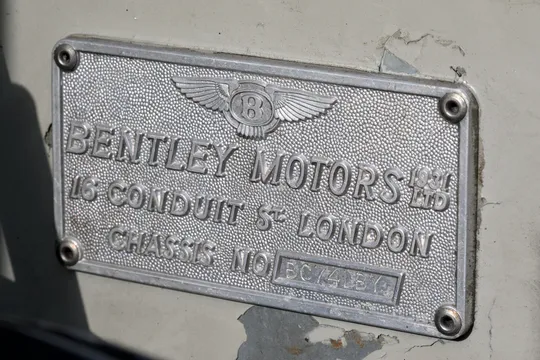 B
BENTLEY MOTORS 1931 LTD
16 CONDUIT ST LONDON
CHASSIS NO